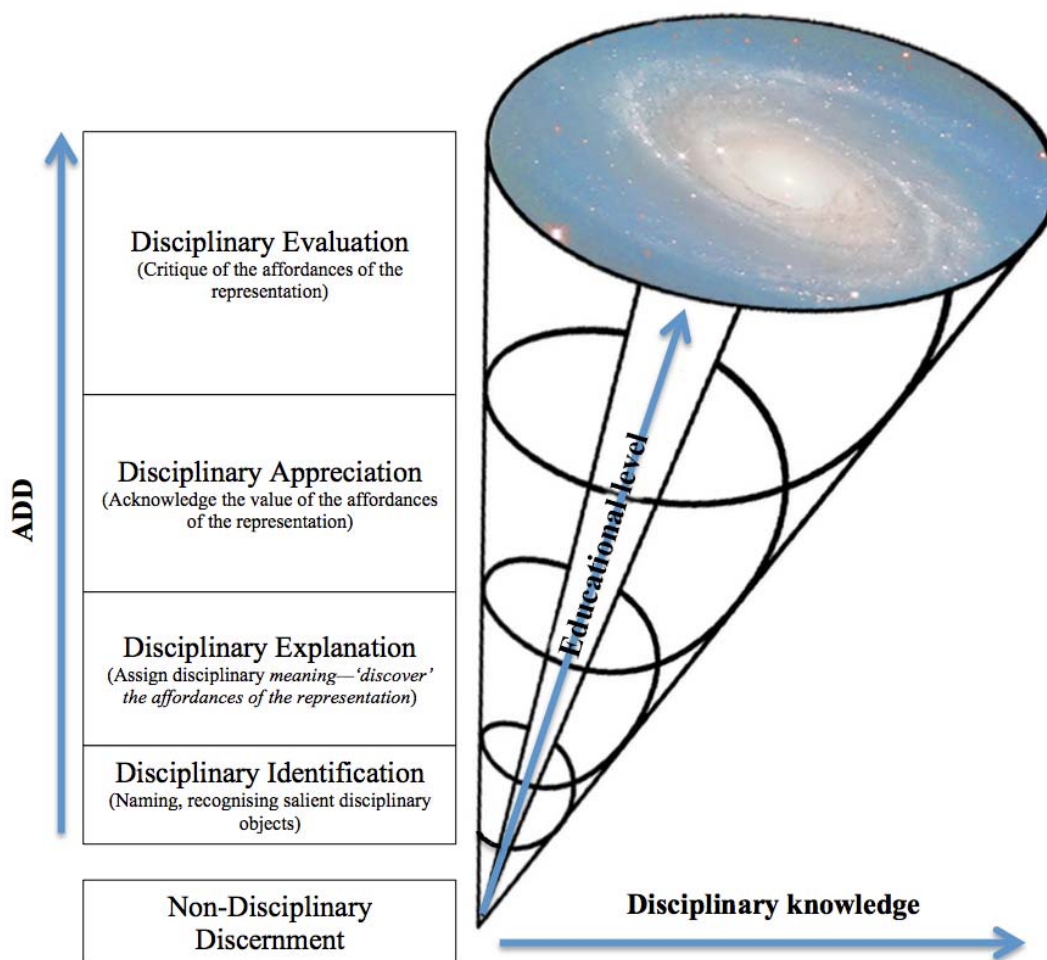 Disciplinary Evaluation
(Critique of the affordances of the
representation)
Disciplinary Appreciation
(Acknowledge the value of the affordances
of the representation)
Disciplinary Explanation
(Assign disciplinary meaning—‘discover’
the affordances of the representation)
Disciplinary Identification
(Naming, recognising salient disciplinary
objects)
Non-Disciplinary
Discernment
ADD
Educational level
Disciplinary knowledge